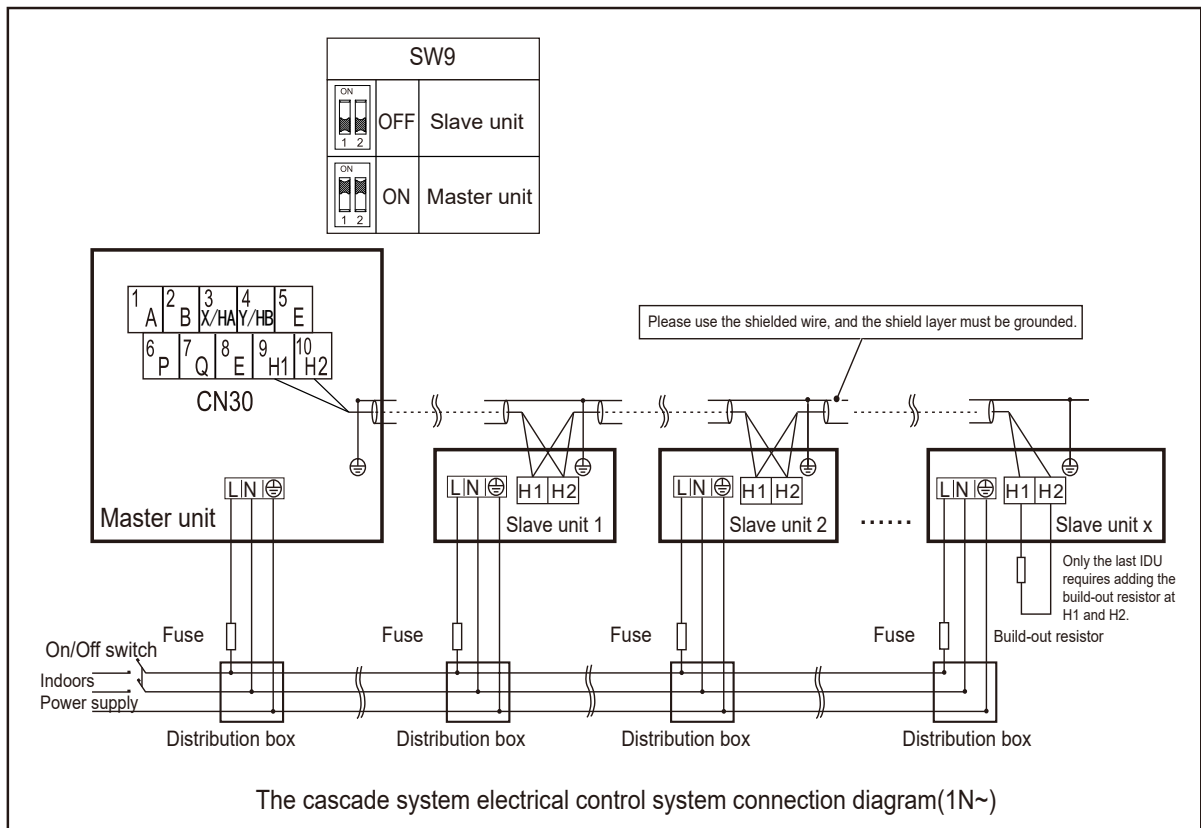 SW9
ON
1 2
OFF
Slave unit
ON
1 2
ON
Master unit
1 A 2 B 3 X/HA 4 Y/HB 5 E
6 P 7 Q 8 E 9 H1 10 H2
CN30
Please use the shielded wire, and the shield layer must be grounded.
L N
Master unit
L N
H1 H2
Slave unit 1
L N
H1 H2
Slave unit 2
......
L N
H1 H2
Slave unit x
Only the last IDU
requires adding the
build-out resistor at
H1 and H2.
Build-out resistor
Fuse
Fuse
Fuse
Fuse
On/Off switch
Indoors
Power supply
Distribution box
Distribution box
Distribution box
Distribution box
The cascade system electrical control system connection diagram(1N~)